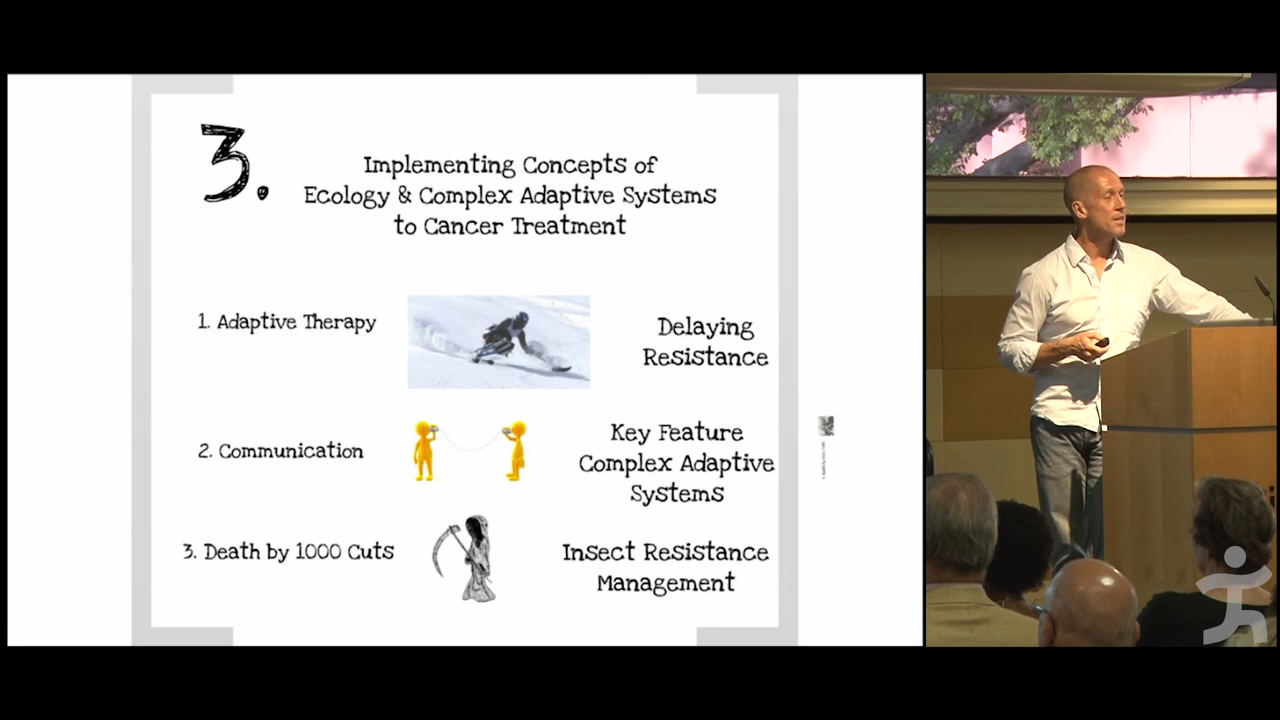 3.
Implementing Concepts of
Ecology & Complex Adaptive Systems
to Cancer Treatment
1. Adaptive Therapy
Delaying
Resistance
2. Communication
Key Feature
Complex Adaptive
Systems
3. Death by 1000 Cuts
Insect Resistance
Management